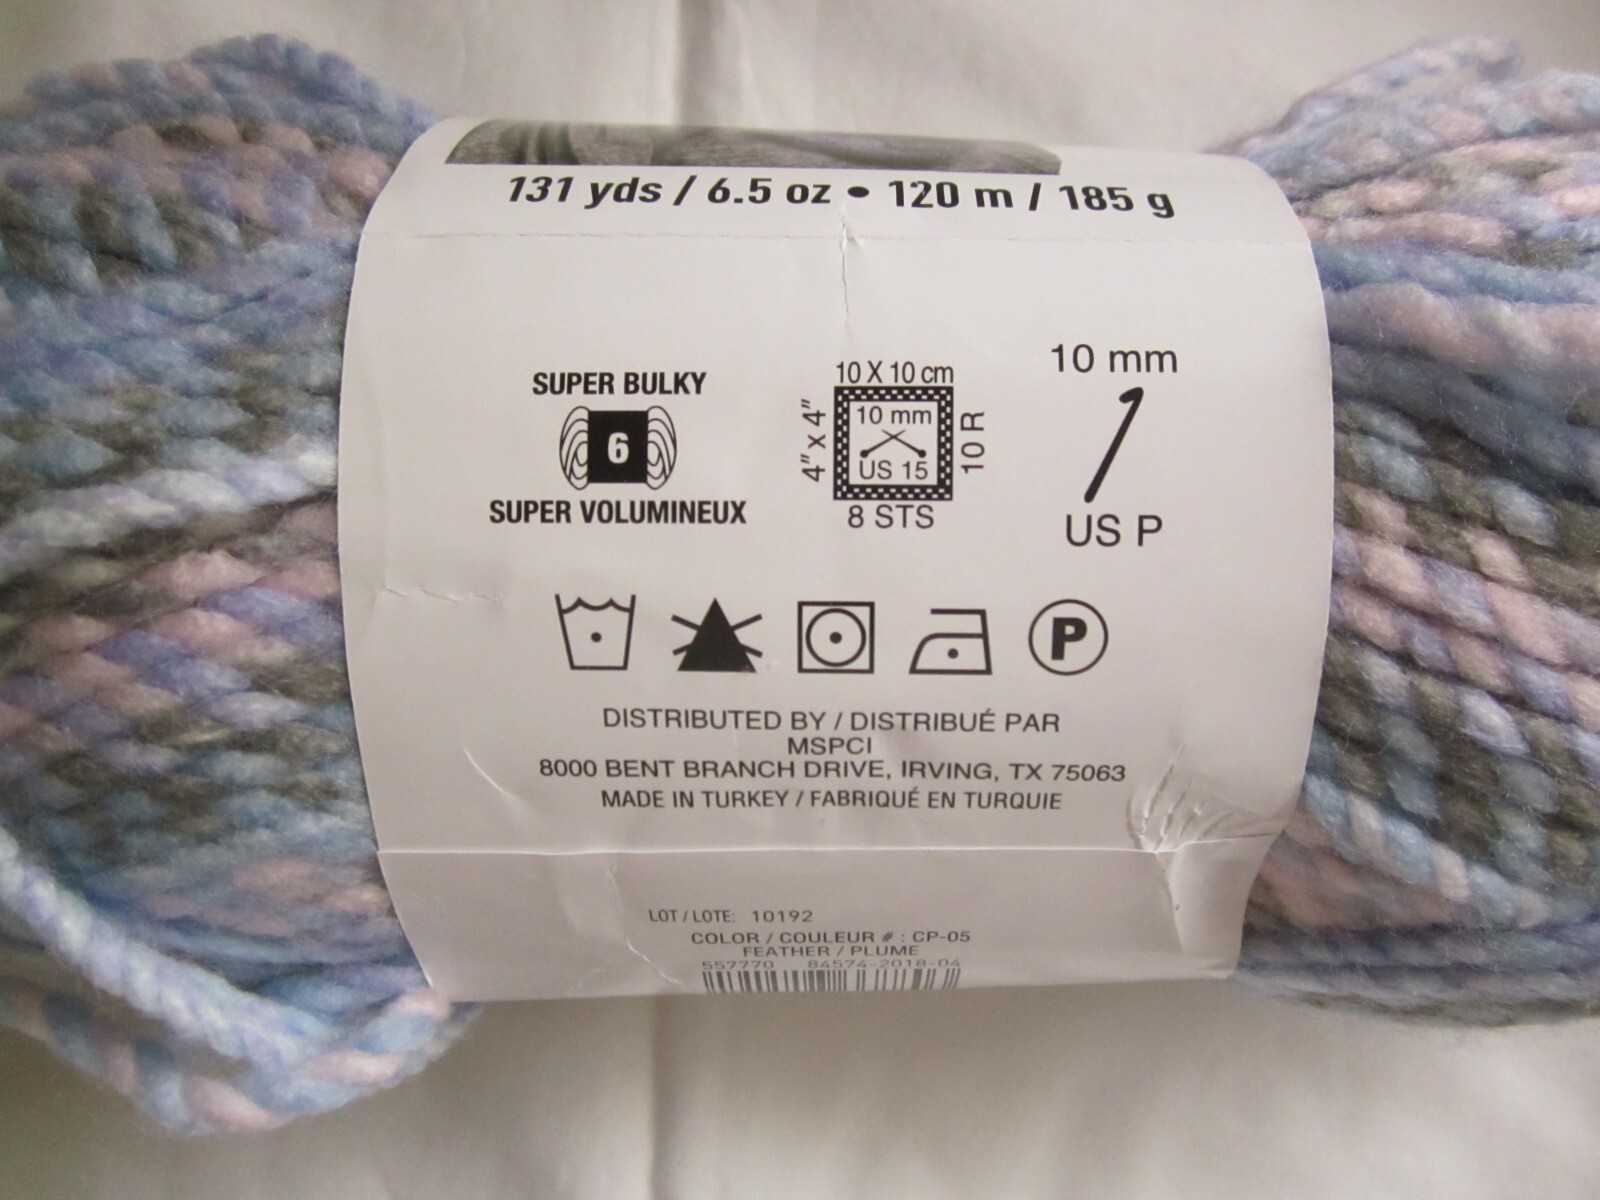 131 yds / 6.5 oz • 120 m / 185 g
SUPER BULKY
6
SUPER VOLUMINEUX
10 X 10 cm
4" x 4"
10 mm
US 15
10 R
8 STS
10 mm
US P
P
DISTRIBUTED BY / DISTRIBUÉ PAR
MSPCI
8000 BENT BRANCH DRIVE, IRVING, TX 75063
MADE IN TURKEY / FABRIQUÉ EN TURQUIE
LOT / LOTE: 10192
COLOR / COULEUR # : CP-05
FEATHER / PLUME
557770 84574-2018-04